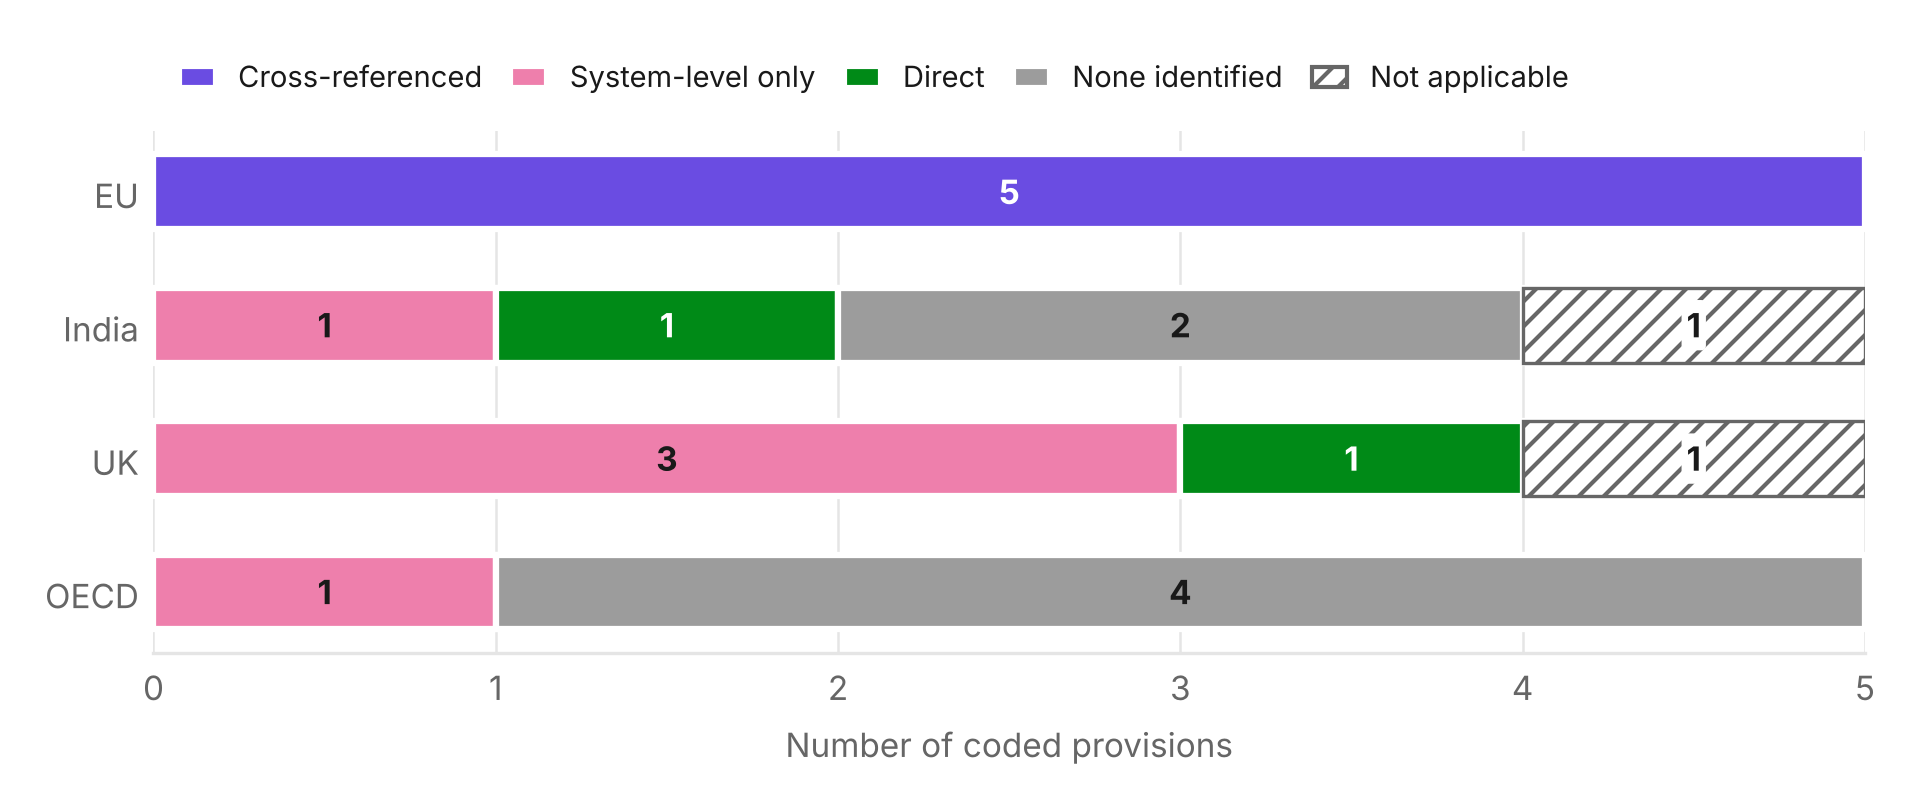 Cross-referenced System-level only Direct None identified Not applicable
EU 5
India 1 1 2 1
UK 3 1 1
OECD 1 4
0 1 2 3 4 5
Number of coded provisions